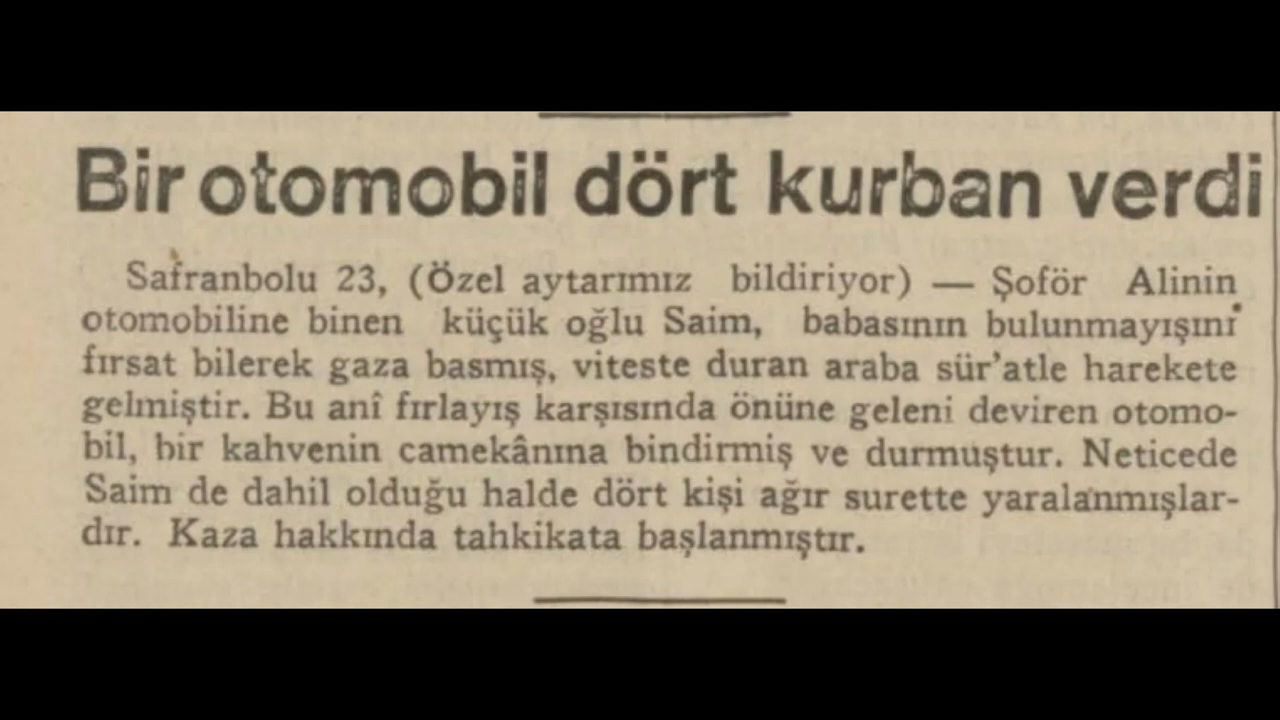 Bir otomobil dört kurban verdi
Safranbolu 23, (Özel aytarımız bildiriyor) — Şoför Alinin
otomobiline binen küçük oğlu Saim, babasının bulunmayışını
fırsat bilerek gaza basmış, viteste duran araba sür'atle harekete
gelmiştir. Bu anî fırlayış karşısında önüne geleni deviren otomo-
bil, bir kahvenin camekânına bindirmiş ve durmuştur. Neticede
Saim de dahil olduğu halde dört kişi ağır surette yaralanmışlar-
dır. Kaza hakkında tahkikata başlanmıştır.